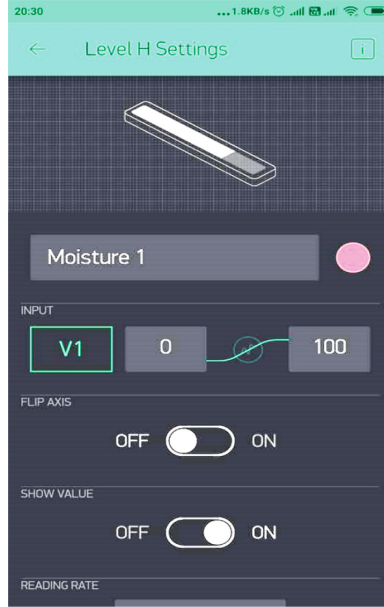 20:30 ...1.8KB/s
← Level H Settings i
Moisture 1
INPUT
V1 0 100
FLIP AXIS
OFF ON
SHOW VALUE
OFF ON
READING RATE